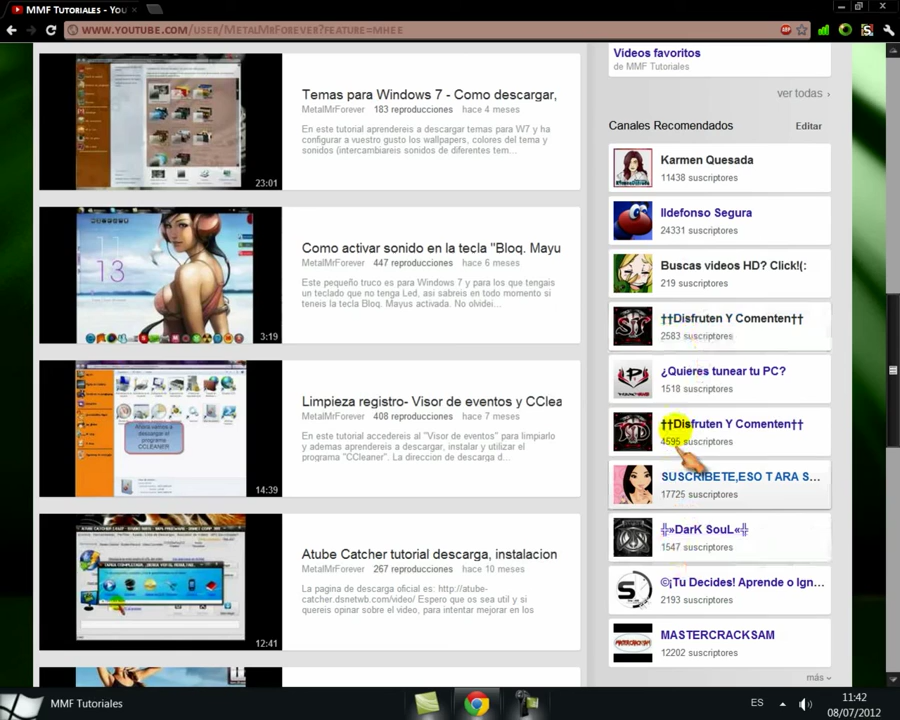 MMF Tutoriales - You
www.youtube.com/user/MetalMrForever?feature=mhee
Temas para Windows 7 - Como descargar,
MetalMrForever 183 reproducciones hace 4 meses
En este tutorial aprendereis a descargar temas para W7 y ha
configurar a vuestro gusto los wallpapers, colores del tema y
sonidos (intercambiareis sonidos de diferentes tem...
23:01
Como activar sonido en la tecla "Bloq. Mayu
MetalMrForever 447 reproducciones hace 6 meses
Este pequeño truco es para Windows 7 y para los que tengais
un teclado que no tenga Led, asi sabreis en todo momento si
teneis la tecla Bloq. Mayus activada. No olvidei...
13
3:19
Limpieza registro- Visor de eventos y CClea
MetalMrForever 408 reproducciones hace 7 meses
En este tutorial accedereis al "Visor de eventos" para limpiarlo
y ademas aprendereis a descargar, instalar y utilizar el
programa "CCleaner". La direccion de descarga d...
Ahora vamos a
descargar el
programa
CCLEANER
14:39
Atube Catcher tutorial descarga, instalacion
MetalMrForever 267 reproducciones hace 10 meses
La pagina de descarga oficial es: http://atube-
catcher.dsnetwb.com/video/ Espero que os sea util y si
quereis opinar sobre el video, para intentar mejorar en los
12:41
Videos favoritos
de MMF Tutoriales
ver todas ›
Canales Recomendados Editar
Karmen Quesada
11438 suscriptores
Ildefonso Segura
24331 suscriptores
Buscas videos HD? Click!(:
219 suscriptores
††Disfruten Y Comenten††
2583 suscriptores
¿Quieres tunear tu PC?
1518 suscriptores
††Disfruten Y Comenten††
4595 suscriptores
SUSCRIBETE,ESO T ARA S...
17725 suscriptores
╬»DarK SouL«╬
1547 suscriptores
©¡Tu Decides! Aprende o Ign...
2193 suscriptores
MASTERCRACKSAM
12202 suscriptores
más
MMF Tutoriales
ES
11:42
08/07/2012